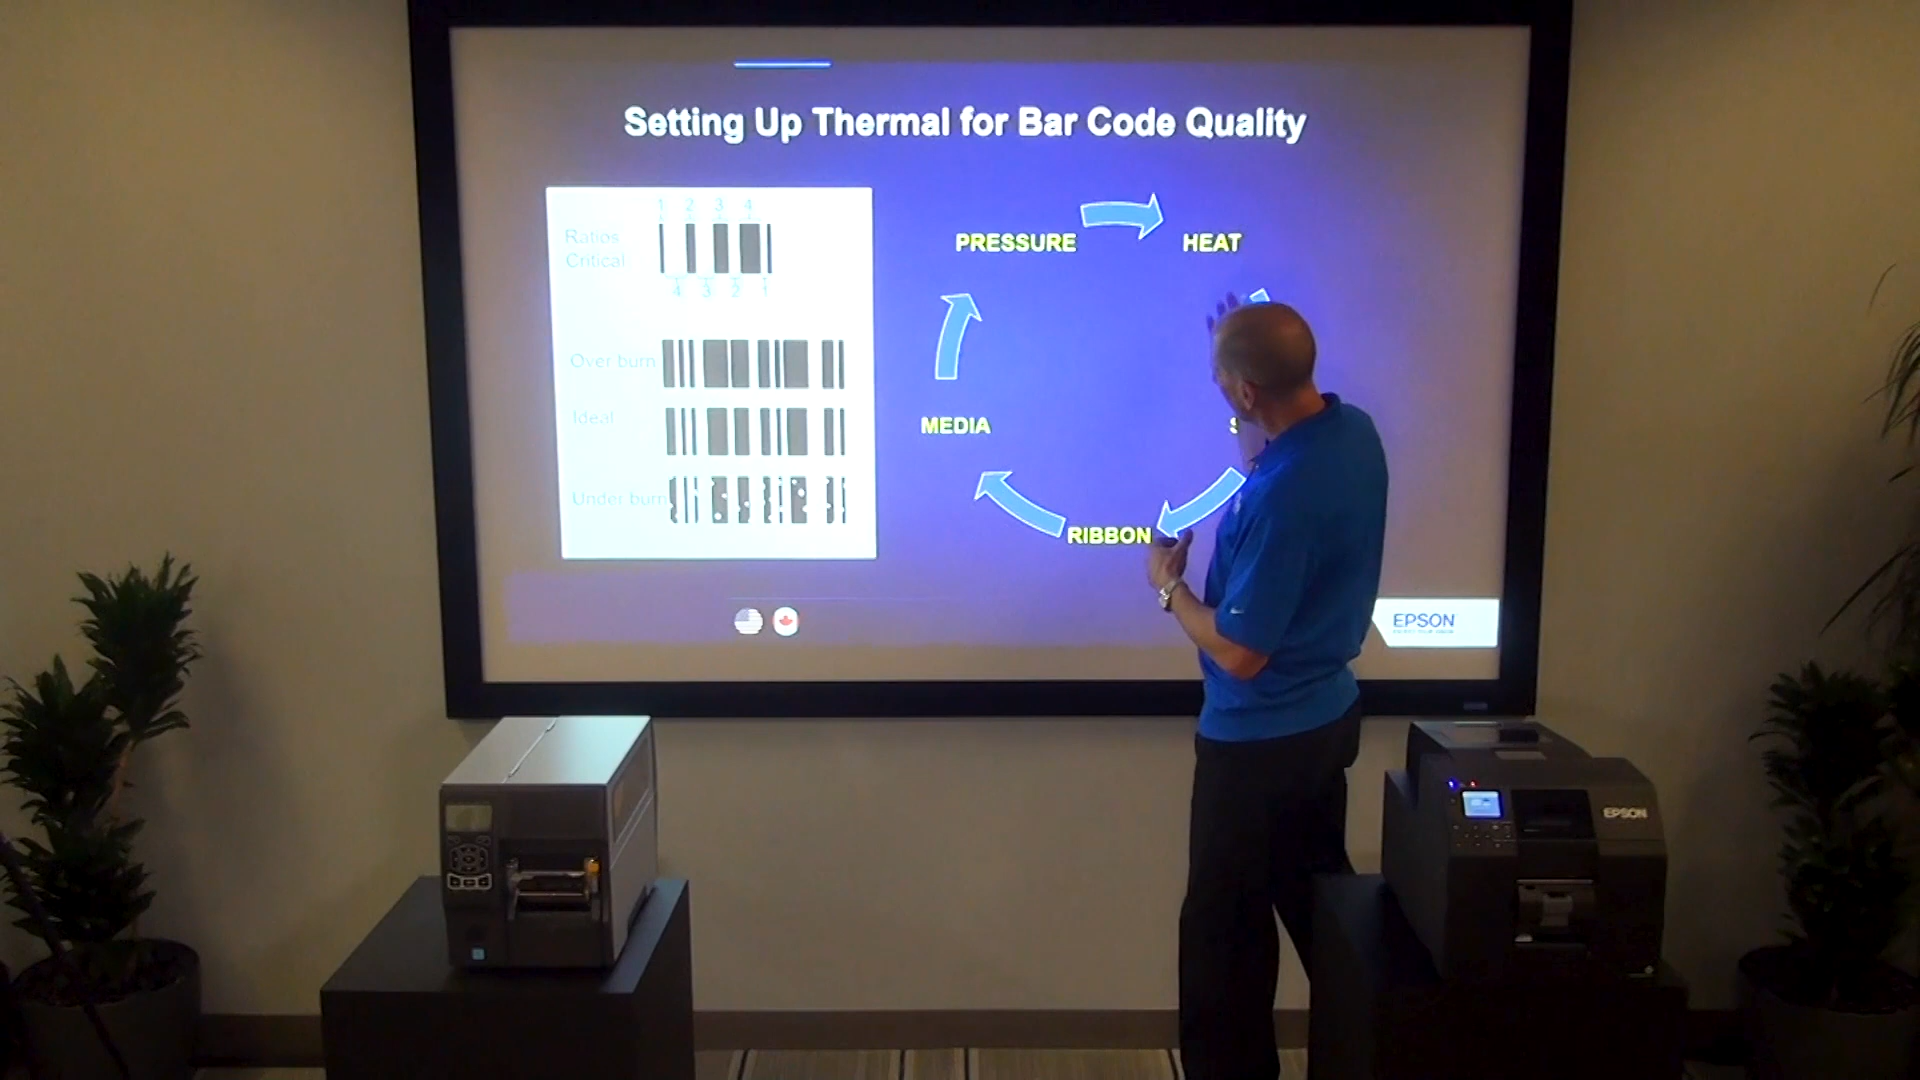 Setting Up Thermal for Bar Code Quality
1 2 3 4
Ratios
Critical
4 3 2 1
Over burn
Ideal
Under burn
PRESSURE
HEAT
MEDIA
S
RIBBON
EPSON
EPSON